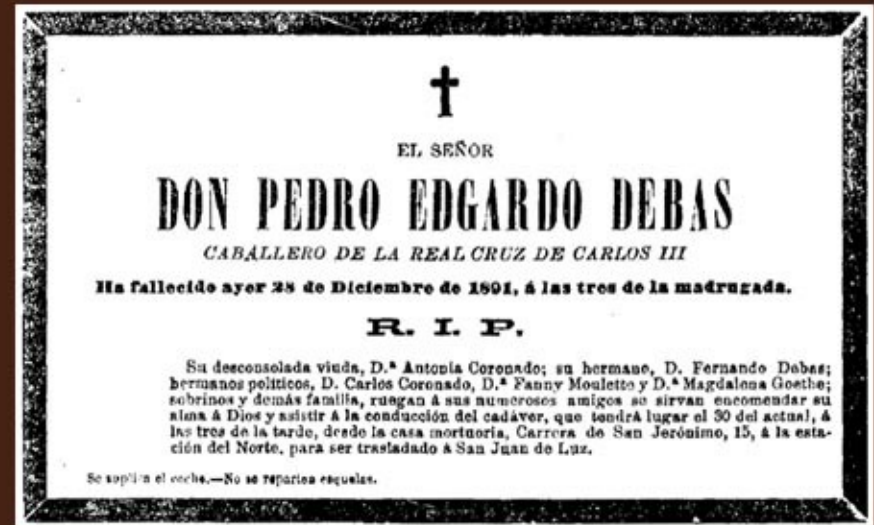 EL SEÑOR
DON PEDRO EDGARDO DEBAS
CABALLERO DE LA REAL CRUZ DE CARLOS III
Ha fallecido ayer 28 de Diciembre de 1891, á las tres de la madrugada.
R. I. P.
Su desconsolada viuda, D.ª Antonia Coronado; su hermano, D. Fernando Debas;
hermanos políticos, D. Carlos Coronado, D.ª Fanny Moulette y D.ª Magdalena Goethe;
sobrinos y demás familia, ruegan á sus numerosos amigos se sirvan encomendar su
alma á Dios y asistir á la conducción del cadáver, que tendrá lugar el 30 del actual, á
las tres de la tarde, desde la casa mortuoria, Carrera de San Jerónimo, 15, á la esta-
ción del Norte, para ser trasladado á San Juan de Luz.
Se suplica el coche.—No se reparten esquelas.